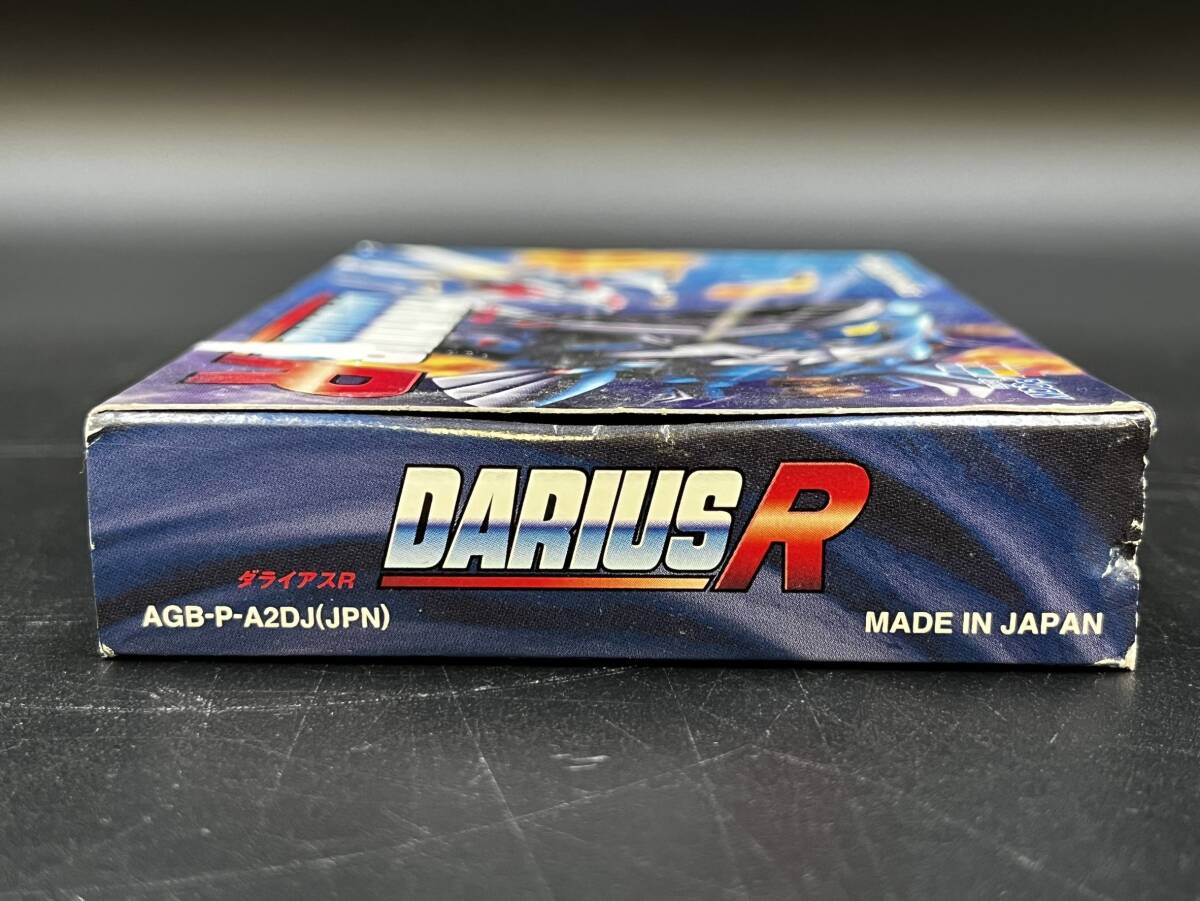 DARIUS R
ダライアスR
AGB-P-A2DJ(JPN)
MADE IN JAPAN